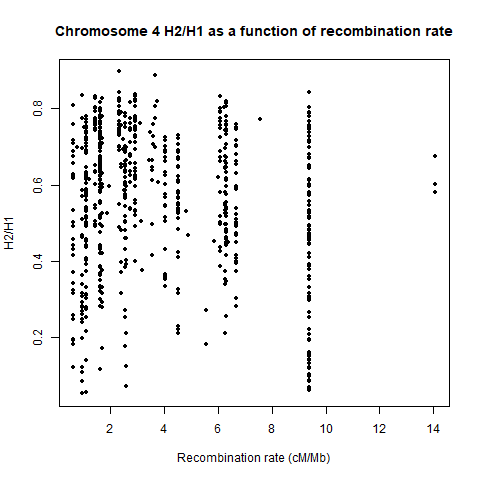 Chromosome 4 H2/H1 as a function of recombination rate
H2/H1
0.8
0.6
0.4
0.2
2 4 6 8 10 12 14
Recombination rate (cM/Mb)